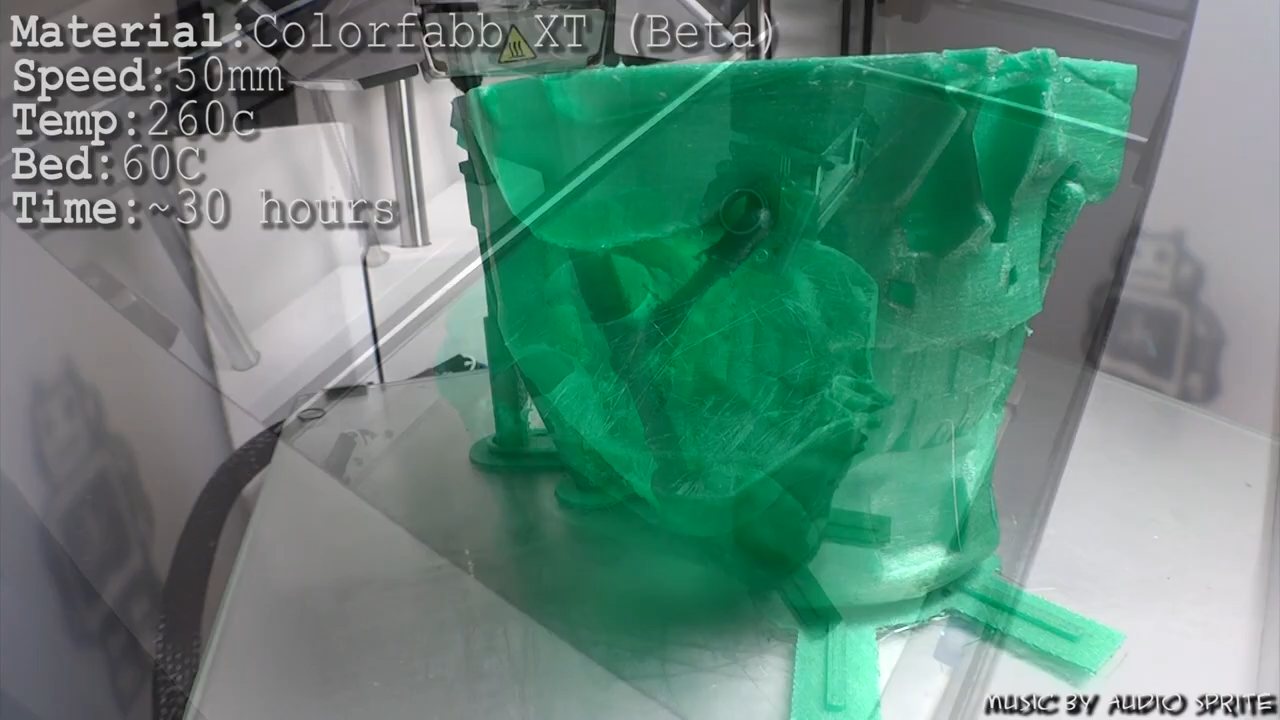 Material:Colorfabb XT (Beta)
Speed:50mm
Temp:260c
Bed:60C
Time:~30 hours
MUSIC BY AUDIO SPRITE